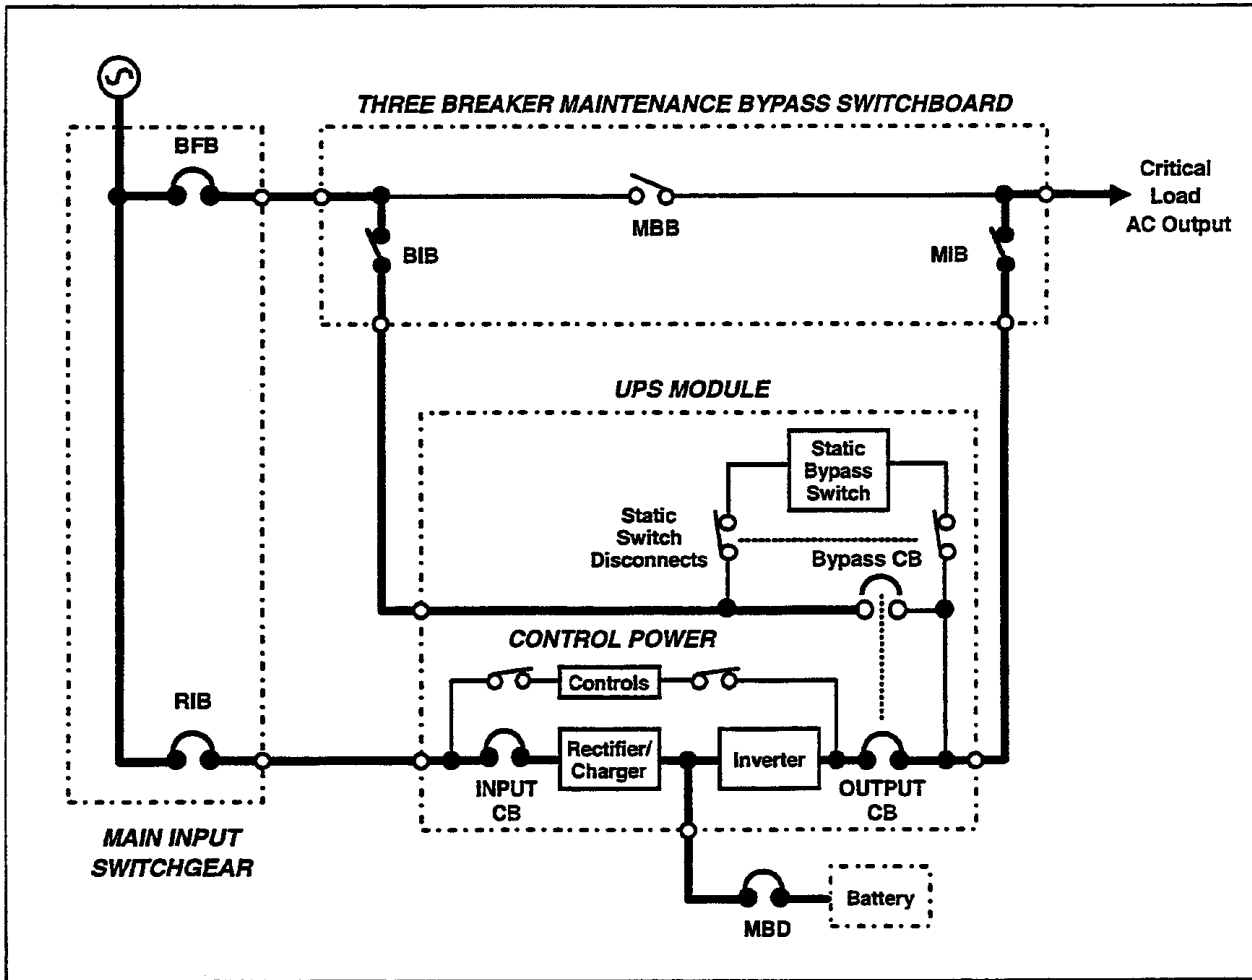 THREE BREAKER MAINTENANCE BYPASS SWITCHBOARD
BFB
Critical
Load
AC Output
MBB
BIB
MIB
UPS MODULE
Static
Bypass
Switch
Static
Switch
Disconnects
Bypass CB
CONTROL POWER
Controls
RIB
Rectifier/
Charger
Inverter
INPUT
CB
OUTPUT
CB
MAIN INPUT
SWITCHGEAR
Battery
MBD